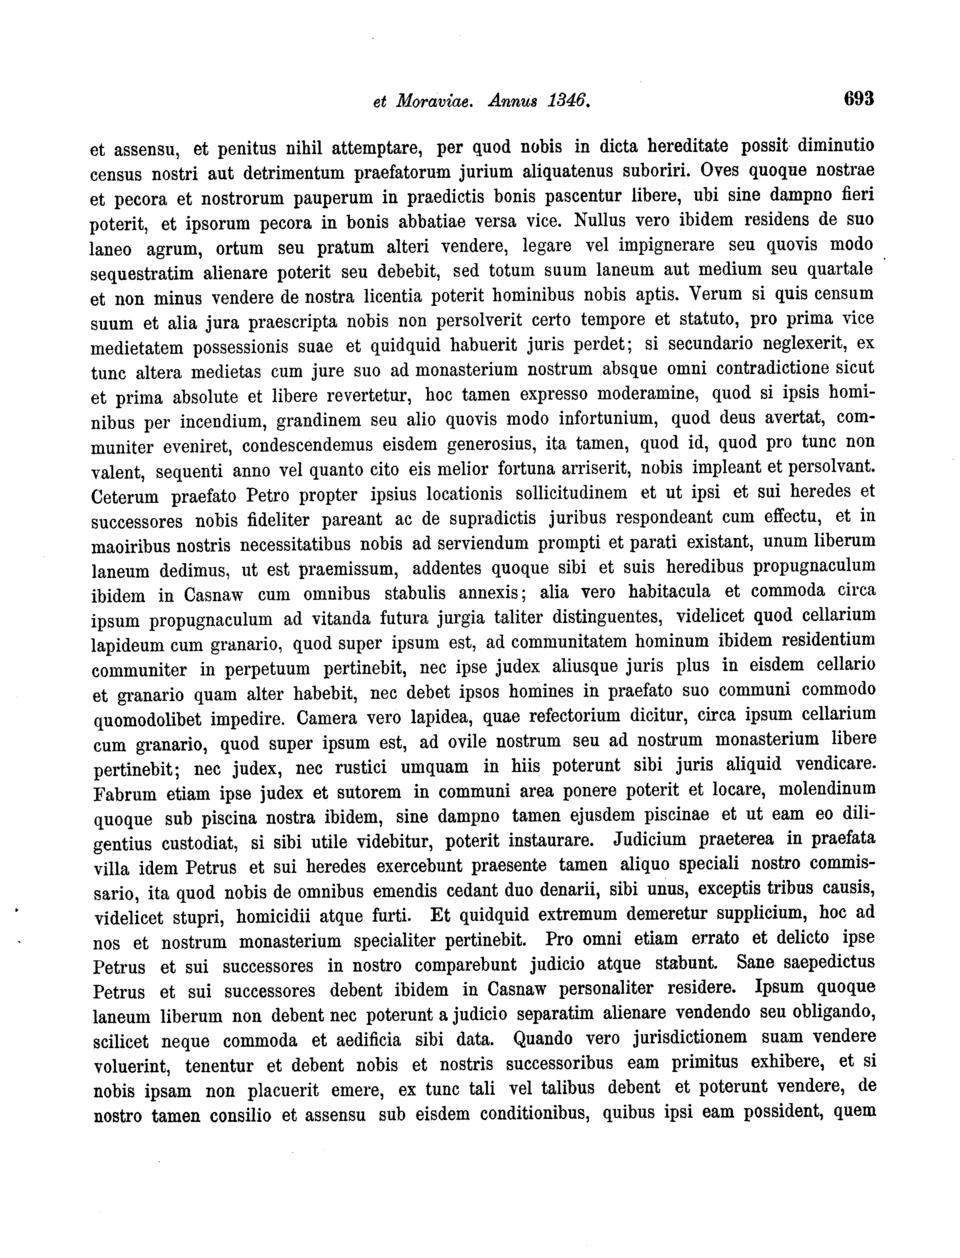 et Moraviae. Annus 1346. 693
et assensu, et penitus nihil attemptare, per quod nobis in dicta hereditate possit diminutio
census nostri aut detrimentum praefatorum jurium aliquatenus suboriri. Oves quoque nostrae
et pecora et nostrorum pauperum in praedictis bonis pascentur libere, ubi sine dampno fieri
poterit, et ipsorum pecora in bonis abbatiae versa vice. Nullus vero ibidem residens de suo
laneo agrum, ortum seu pratum alteri vendere, legare vel impignerare seu quovis modo
sequestratim alienare poterit seu debebit, sed totum suum laneum aut medium seu quartale
et non minus vendere de nostra licentia poterit hominibus nobis aptis. Verum si quis censum
suum et alia jura praescripta nobis non persolverit certo tempore et statuto, pro prima vice
medietatem possessionis suae et quidquid habuerit juris perdet; si secundario neglexerit, ex
tunc altera medietas cum jure suo ad monasterium nostrum absque omni contradictione sicut
et prima absolute et libere revertetur, hoc tamen expresso moderamine, quod si ipsis homi-
nibus per incendium, grandinem seu alio quovis modo infortunium, quod deus avertat, com-
muniter eveniret, condescendemus eisdem generosius, ita tamen, quod id, quod pro tunc non
valent, sequenti anno vel quanto cito eis melior fortuna arriserit, nobis impleant et persolvant.
Ceterum praefato Petro propter ipsius locationis sollicitudinem et ut ipsi et sui heredes et
successores nobis fideliter pareant ac de supradictis juribus respondeant cum effectu, et in
maoiribus nostris necessitatibus nobis ad serviendum prompti et parati existant, unum liberum
laneum dedimus, ut est praemissum, addentes quoque sibi et suis heredibus propugnaculum
ibidem in Casnaw cum omnibus stabulis annexis; alia vero habitacula et commoda circa
ipsum propugnaculum ad vitanda futura jurgia taliter distinguentes, videlicet quod cellarium
lapideum cum granario, quod super ipsum est, ad communitatem hominum ibidem residentium
communiter in perpetuum pertinebit, nec ipse judex aliusque juris plus in eisdem cellario
et granario quam alter habebit, nec debet ipsos homines in praefato suo communi commodo
quomodolibet impedire. Camera vero lapidea, quae refectorium dicitur, circa ipsum cellarium
cum granario, quod super ipsum est, ad ovile nostrum seu ad nostrum monasterium libere
pertinebit; nec judex, nec rustici umquam in hiis poterunt sibi juris aliquid vendicare.
Fabrum etiam ipse judex et sutorem in communi area ponere poterit et locare, molendinum
quoque sub piscina nostra ibidem, sine dampno tamen ejusdem piscinae et ut eam eo dili-
gentius custodiat, si sibi utile videbitur, poterit instaurare. Judicium praeterea in praefata
villa idem Petrus et sui heredes exercebunt praesente tamen aliquo speciali nostro commis-
sario, ita quod nobis de omnibus emendis cedant duo denarii, sibi unus, exceptis tribus causis,
videlicet stupri, homicidii atque furti. Et quidquid extremum demeretur supplicium, hoc ad
nos et nostrum monasterium specialiter pertinebit. Pro omni etiam errato et delicto ipse
Petrus et sui successores in nostro comparebunt judicio atque stabunt. Sane saepedictus
Petrus et sui successores debent ibidem in Casnaw personaliter residere. Ipsum quoque
laneum liberum non debent nec poterunt a judicio separatim alienare vendendo seu obligando,
scilicet neque commoda et aedificia sibi data. Quando vero jurisdictionem suam vendere
voluerint, tenentur et debent nobis et nostris successoribus eam primitus exhibere, et si
nobis ipsam non placuerit emere, ex tunc tali vel talibus debent et poterunt vendere, de
nostro tamen consilio et assensu sub eisdem conditionibus, quibus ipsi eam possident, quem